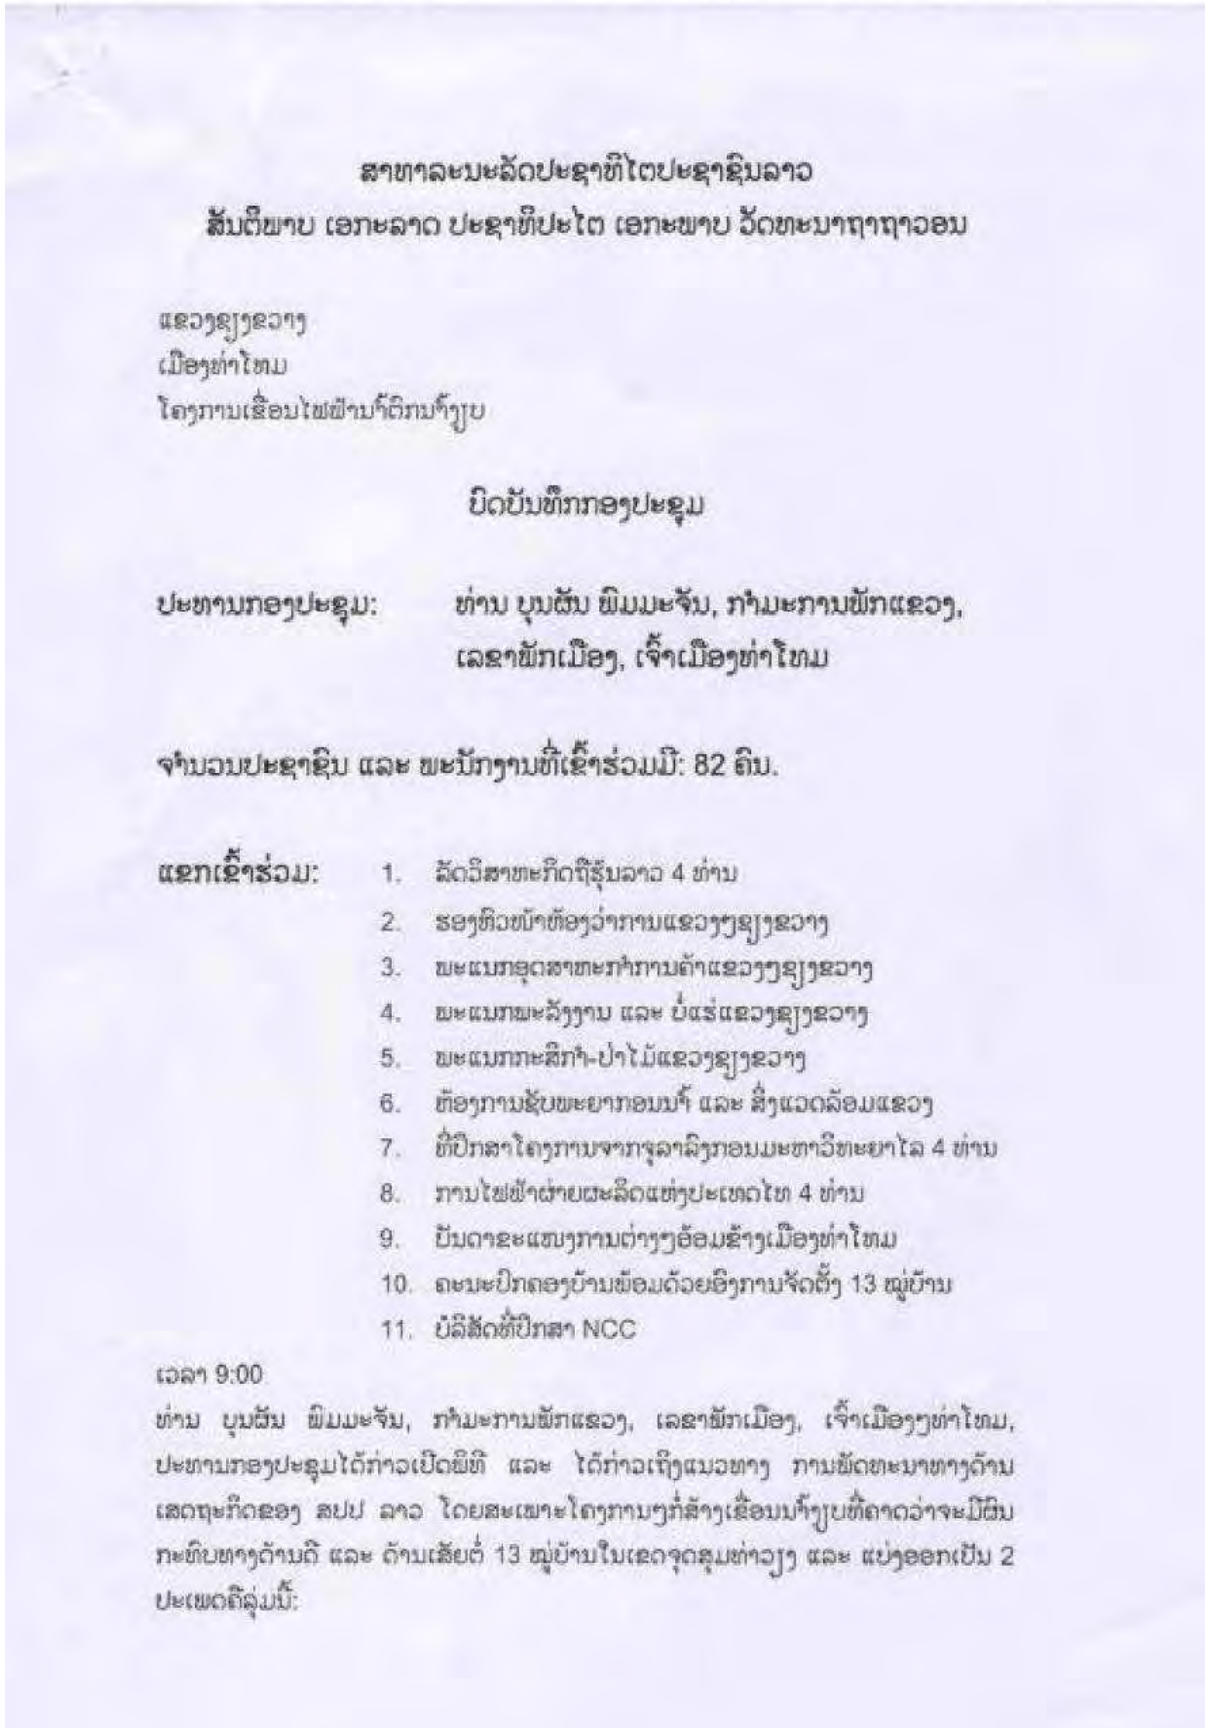 ສາທາລະນະລັດປະຊາທິໄຕປະຊາຊົນລາວ
ສັນຕິພາບ ເອກະລາດ ປະຊາທິປະໄຕ ເອກະພາບ ວັດທະນາຖາຖາວອນ
ແຂວງຊຽງຂວາງ
ເມືອງທ່າໂທມ
ໂຄງການເຂື່ອນໄຟຟ້ານ້ຳຕົກນ້ຳງຽບ
ບົດບັນທຶກກອງປະຊຸມ
ປະທານກອງປະຊຸມ: ທ່ານ ບຸນຜັນ ພິມມະຈັນ, ກຳມະການພັກແຂວງ,
ເລຂາພັກເມືອງ, ເຈົ້າເມືອງທ່າໂທມ
ຈຳນວນປະຊາຊົນ ແລະ ພະນັກງານທີ່ເຂົ້າຮ່ວມມີ: 82 ຄົນ.
ແຂກເຂົ້າຮ່ວມ: 1. ລັດວິສາຫະກິດຖືຮຸ້ນລາວ 4 ທ່ານ
2. ຮອງຫົວໜ້າຫ້ອງວ່າການແຂວງໆຊຽງຂວາງ
3. ພະແນກອຸດສາຫະກຳການຄ້າແຂວງໆຊຽງຂວາງ
4. ພະແນກພະລັງງານ ແລະ ບໍ່ແຮ່ແຂວງຊຽງຂວາງ
5. ພະແນກກະສິກຳ-ປ່າໄມ້ແຂວງຊຽງຂວາງ
6. ຫ້ອງການຊັບພະຍາກອນນ້ຳ ແລະ ສິ່ງແວດລ້ອມແຂວງ
7. ທີ່ປຶກສາໂຄງການຈາກຈຸລາລົງກອນມະຫາວິທະຍາໄລ 4 ທ່ານ
8. ການໄຟຟ້າຜ່າຍຜະລິດແຫ່ງປະເທດໄທ 4 ທ່ານ
9. ບັນດາຂະແໜງການຕ່າງໆອ້ອມຂ້າງເມືອງທ່າໂທມ
10. ຄະນະປົກຄອງບ້ານພ້ອມດ້ວຍອົງການຈັດຕັ້ງ 13 ໝູ່ບ້ານ
11. ບໍລິສັດທີ່ປຶກສາ NCC
ເວລາ 9:00
ທ່ານ ບຸນຜັນ ພິມມະຈັນ, ກຳມະການພັກແຂວງ, ເລຂາພັກເມືອງ, ເຈົ້າເມືອງໆທ່າໂທມ,
ປະທານກອງປະຊຸມໄດ້ກ່າວເປີດພິທີ ແລະ ໄດ້ກ່າວເຖິງແນວທາງ ການພັດທະນາທາງດ້ານ
ເສດຖະກິດຂອງ ສປປ ລາວ ໂດຍສະເພາະໂຄງການໆກໍ່ສ້າງເຂື່ອນນ້ຳງຽບທີ່ຄາດວ່າຈະມີຜົນ
ກະທົບທາງດ້ານດີ ແລະ ດ້ານເສັຍຕໍ່ 13 ໝູ່ບ້ານໃນເຂດຈຸດສຸມທ່າວຽງ ແລະ ແບ່ງອອກເປັນ 2
ປະເພດຄືລຸ່ມນີ້: